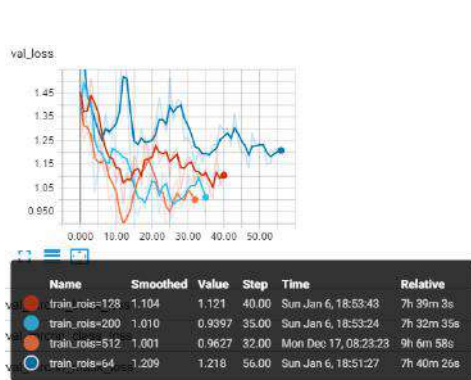 val_loss
1.45
1.35
1.25
1.15
1.05
0.950
0.000 10.00 20.00 30.00 40.00 50.00
Name Smoothed Value Step Time Relative
train_rois=128 1.104 1.121 40.00 Sun Jan 6, 18:53:43 7h 39m 3s
train_rois=200 1.010 0.9397 35.00 Sun Jan 6, 18:53:24 7h 32m 35s
train_rois=512 1.001 0.9627 32.00 Mon Dec 17, 08:23:23 9h 6m 58s
train_rois=64 1.209 1.218 56.00 Sun Jan 6, 18:51:27 7h 40m 26s